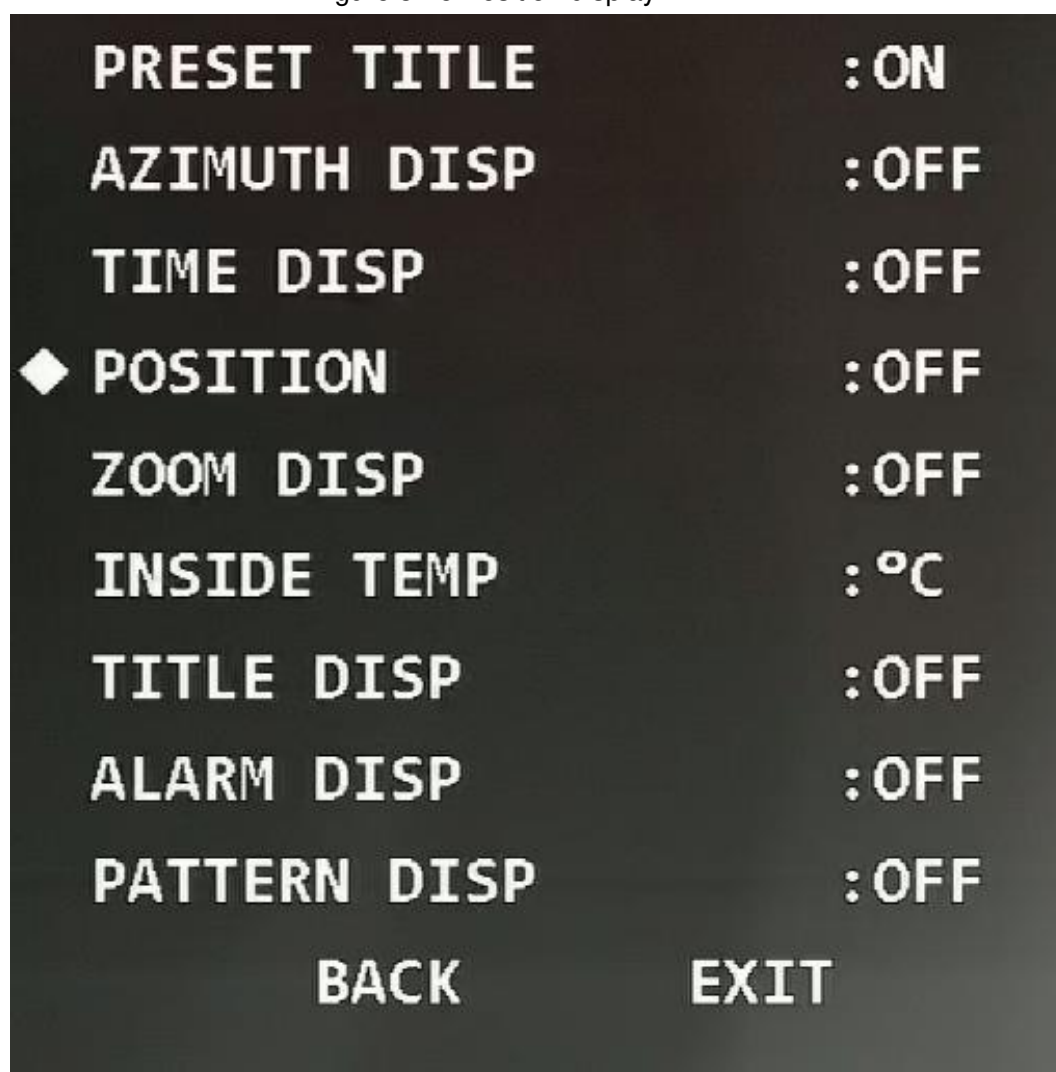 PRESET TITLE :ON
AZIMUTH DISP :OFF
TIME DISP :OFF
POSITION :OFF
ZOOM DISP :OFF
INSIDE TEMP :ºC
TITLE DISP :OFF
ALARM DISP :OFF
PATTERN DISP :OFF
BACK EXIT